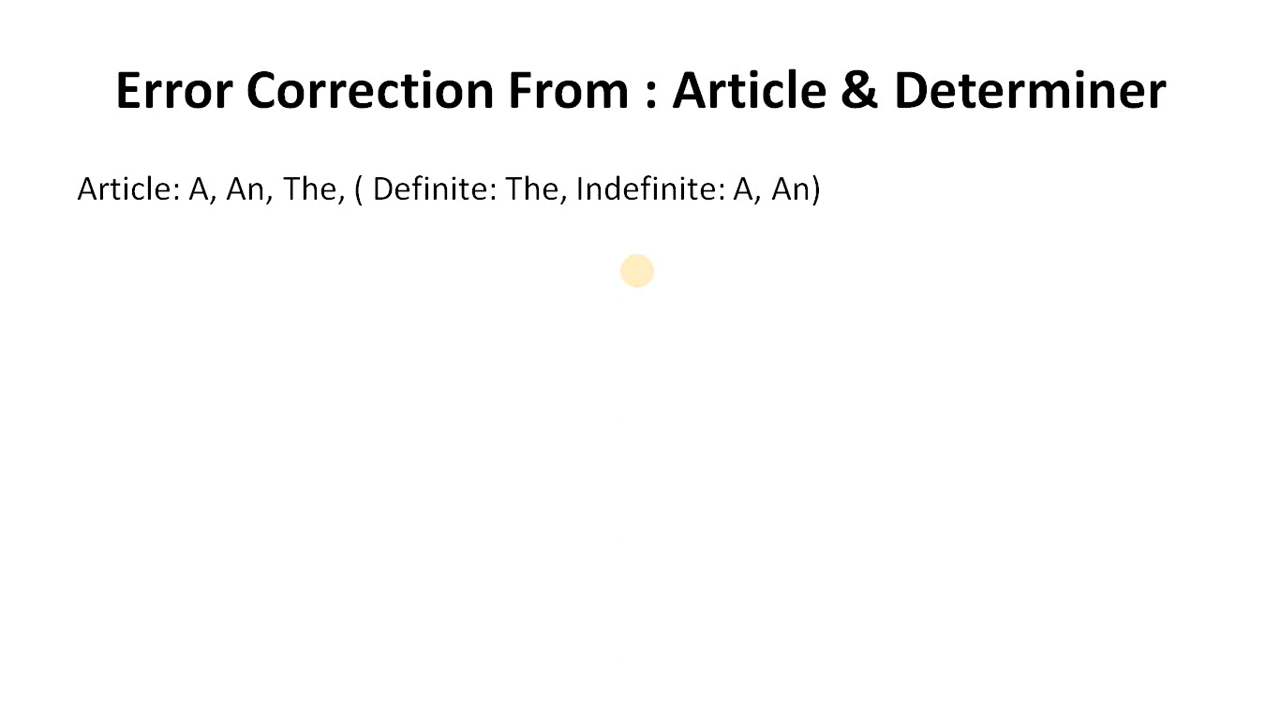 Error Correction From : Article & Determiner
Article: A, An, The, ( Definite: The, Indefinite: A, An)